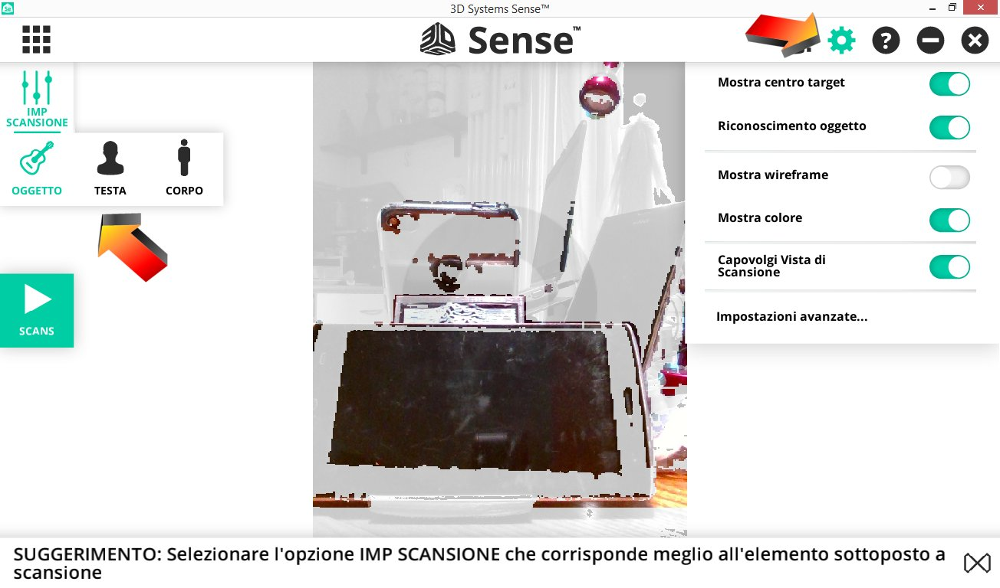 3D Systems Sense™
Sense™
IMP
SCANSIONE
OGGETTO
TESTA
CORPO
SCANS
Mostra centro target
Riconoscimento oggetto
Mostra wireframe
Mostra colore
Capovolgi Vista di
Scansione
Impostazioni avanzate...
SUGGERIMENTO: Selezionare l'opzione IMP SCANSIONE che corrisponde meglio all'elemento sottoposto a
scansione